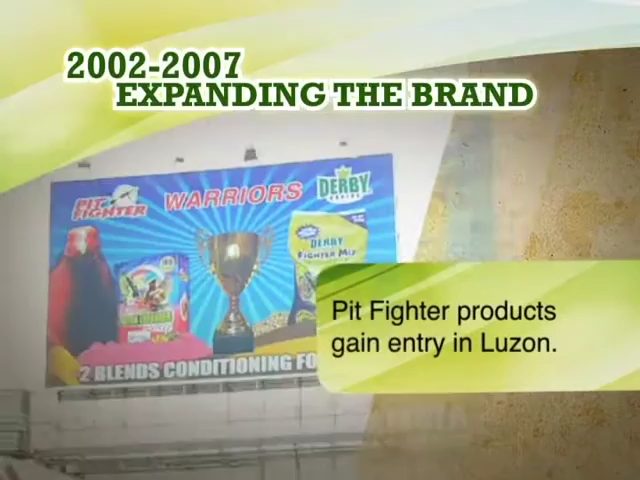 2002-2007
EXPANDING THE BRAND
PIT
FIGHTER
WARRIORS
DERBY
DERBY
FIGHTER MIX
2 BLENDS CONDITIONING FO
Pit Fighter products
gain entry in Luzon.